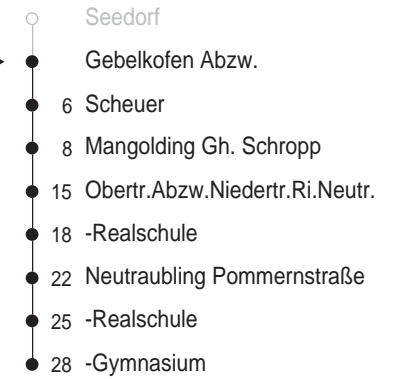 Seedorf
Gebelkofen Abzw.
6 Scheuer
8 Mangolding Gh. Schropp
15 Obertr.Abzw.Niedertr.Ri.Neutr.
18 -Realschule
22 Neutraubling Pommernstraße
25 -Realschule
28 -Gymnasium